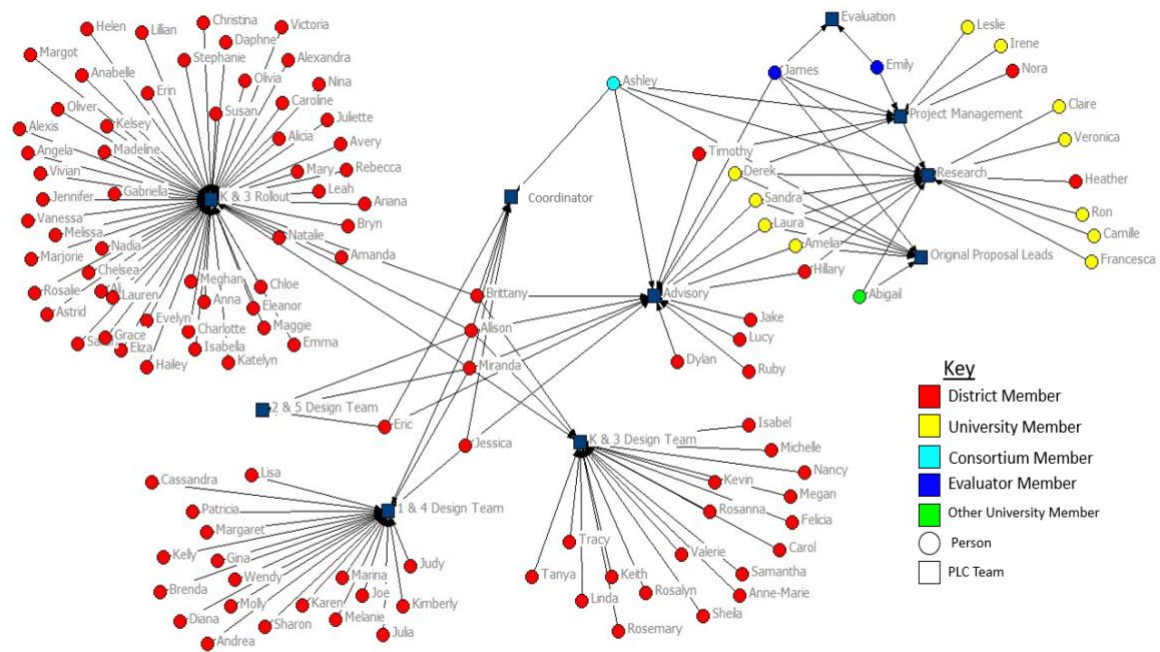 Helen
Lilian
Christina
Victoria
Evaluation
Leslie
Daphne
Irene
Margot
Stephanie
Alexandra
Emily
Nora
Anabelle
Olivia
Nina
Ashley
James
Erin
Caroline
Claire
Oliver
Susan
Juliette
Project Management
Alexis
Kelsey
Alicia
Avery
Veronica
Angela
Madeline
Timothy
Vivian
Mary
Rebecca
Derek
Research
Heather
Jennifer
Gabriella
K & 3 Rollout
Leah
Ariana
Coordinator
Sandra
Vanessa
Bryn
Laura
Ron
Melissa
Natalie
Camille
Marjorie
Nadia
Amanda
Amelia
Original Proposal Leads
Francesca
Chelsea
Hillary
Rosalie
Lauren
Meghan
Chloe
Brittany
Advisory
Abigail
Astrid
Anna
Eleanor
Evelyn
Charlotte
Maggie
Alison
Jake
Grace
Eliza
Isabella
Emma
Lucy
Hailey
Katelyn
Miranda
Dylan
Ruby
Key
District Member
2 & 5 Design Team
Eric
Isabel
University Member
Jessica
K & 3 Design Team
Michelle
Consortium Member
Cassandra
Lisa
Kevin
Nancy
Evaluator Member
Patricia
1 & 4 Design Team
Rosanna
Megan
Other University Member
Margaret
Felicia
Person
Kelly
Gina
Judy
Tracy
Valerie
Carol
PLC Team
Brenda
Wendy
Marina
Tanya
Keith
Samantha
Molly
Joe
Linda
Rosalyn
Anne-Marie
Diana
Karen
Kimberly
Sharon
Melanie
Sheila
Andrea
Julia
Rosemary